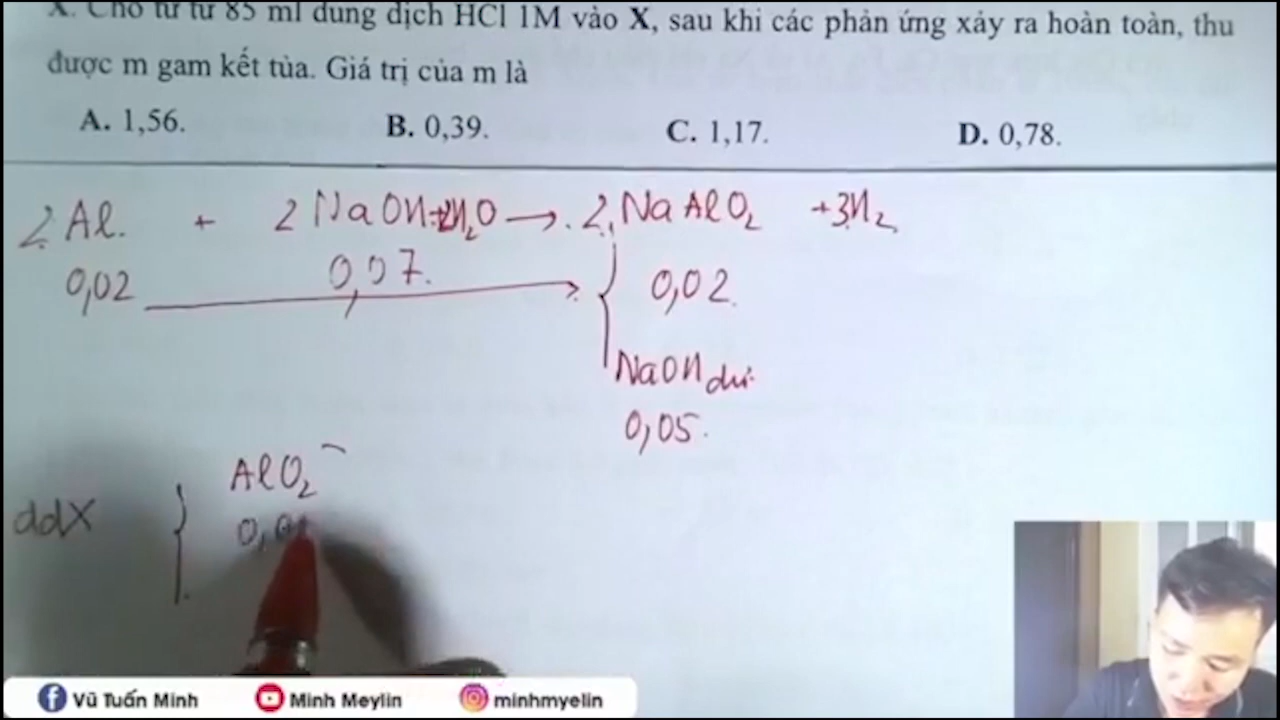 X. Cho từ từ 85 ml dung dịch HCl 1M vào X, sau khi các phản ứng xảy ra hoàn toàn, thu
được m gam kết tủa. Giá trị của m là
A. 1,56. B. 0,39. C. 1,17. D. 0,78.
2Al. + 2NaOH + 2H₂O → 2NaAlO₂ + 3H₂
0,02 0,07. 0,02.
NaOH dư.
0,05.
AlO₂⁻
ddX
Vũ Tuấn Minh Minh Meylin minhmyelin